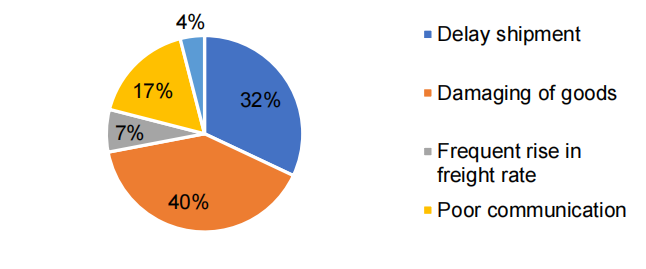 4%
32%
17%
7%
40%
Delay shipment
Damaging of goods
Frequent rise in
freight rate
Poor communication